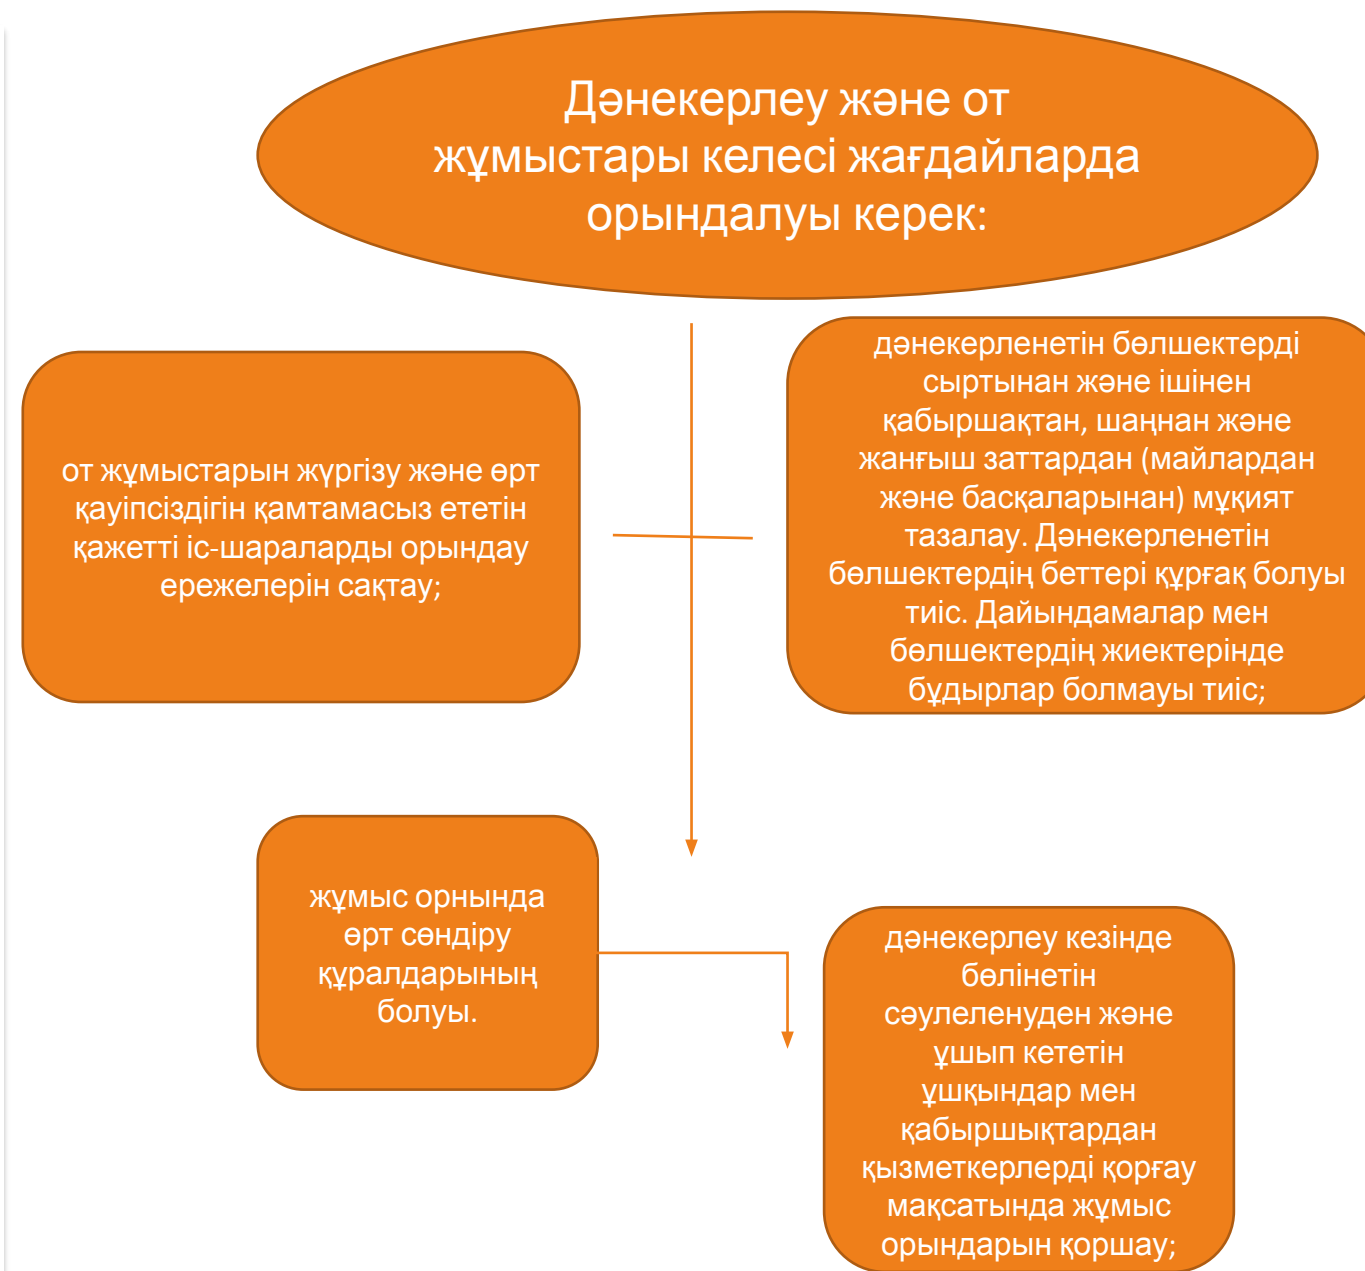 Дәнекерлеу және от
жұмыстары келесі жағдайларда
орындалуы керек:
от жұмыстарын жүргізу және өрт
қауіпсіздігін қамтамасыз ететін
қажетті іс-шараларды орындау
ережелерін сақтау;
дәнекерленетін бөлшектерді
сыртынан және ішінен
қабыршақтан, шаңнан және
жанғыш заттардан (майлардан
және басқаларынан) мұқият
тазалау. Дәнекерленетін
бөлшектердің беттері құрғақ болуы
тиіс. Дайындамалар мен
бөлшектердің жиектерінде
бұдырлар болмауы тиіс;
жұмыс орнында
өрт сөндіру
құралдарының
болуы.
дәнекерлеу кезінде
бөлінетін
сәулеленуден және
ұшып кететін
ұшқындар мен
қабыршықтардан
қызметкерлерді қорғау
мақсатында жұмыс
орындарын қоршау;